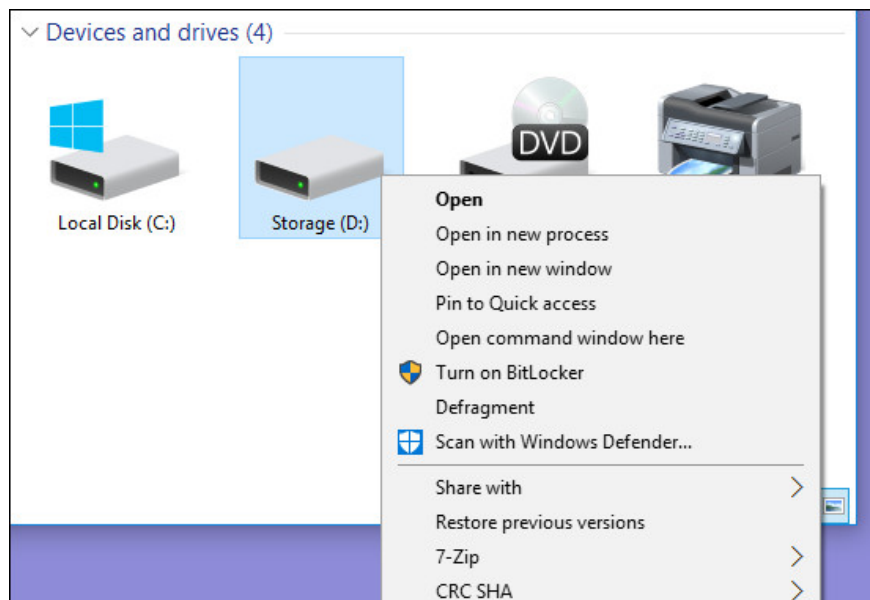 Devices and drives (4)
DVD
Local Disk (C:)
Storage (D:)
Open
Open in new process
Open in new window
Pin to Quick access
Open command window here
Turn on BitLocker
Defragment
Scan with Windows Defender...
Share with
Restore previous versions
7-Zip
CRC SHA